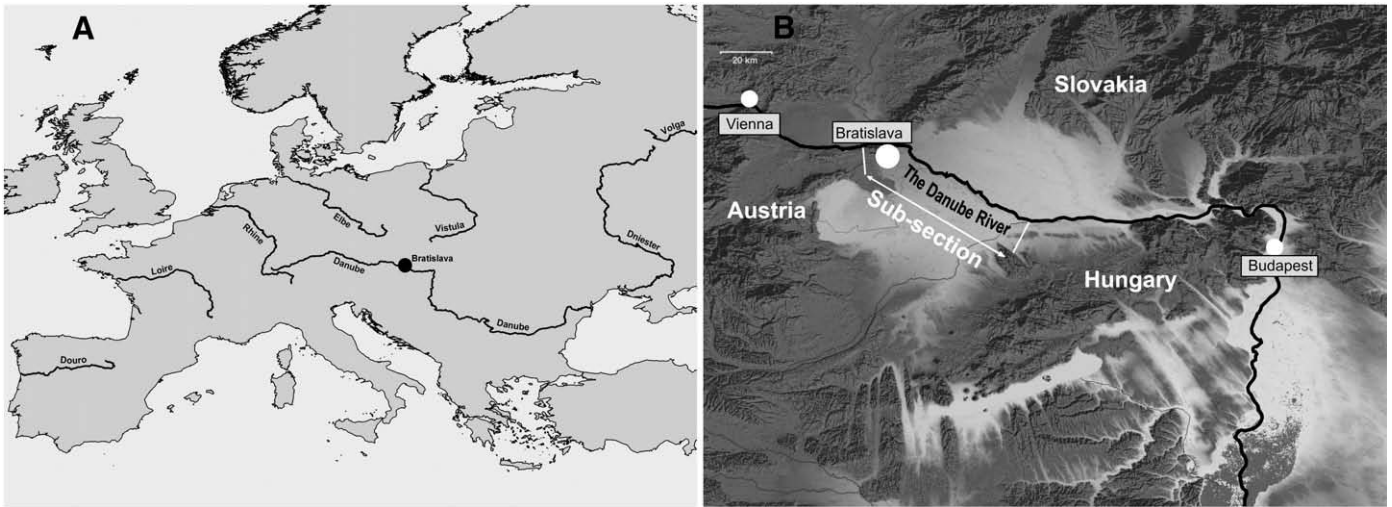 A
Volga
Elbe
Vistula
Rhine
Dniester
Bratislava
Loire
Danube
Danube
Douro
B
20 km
Slovakia
Vienna
Bratislava
The Danube River
Austria
Sub-section
Hungary
Budapest